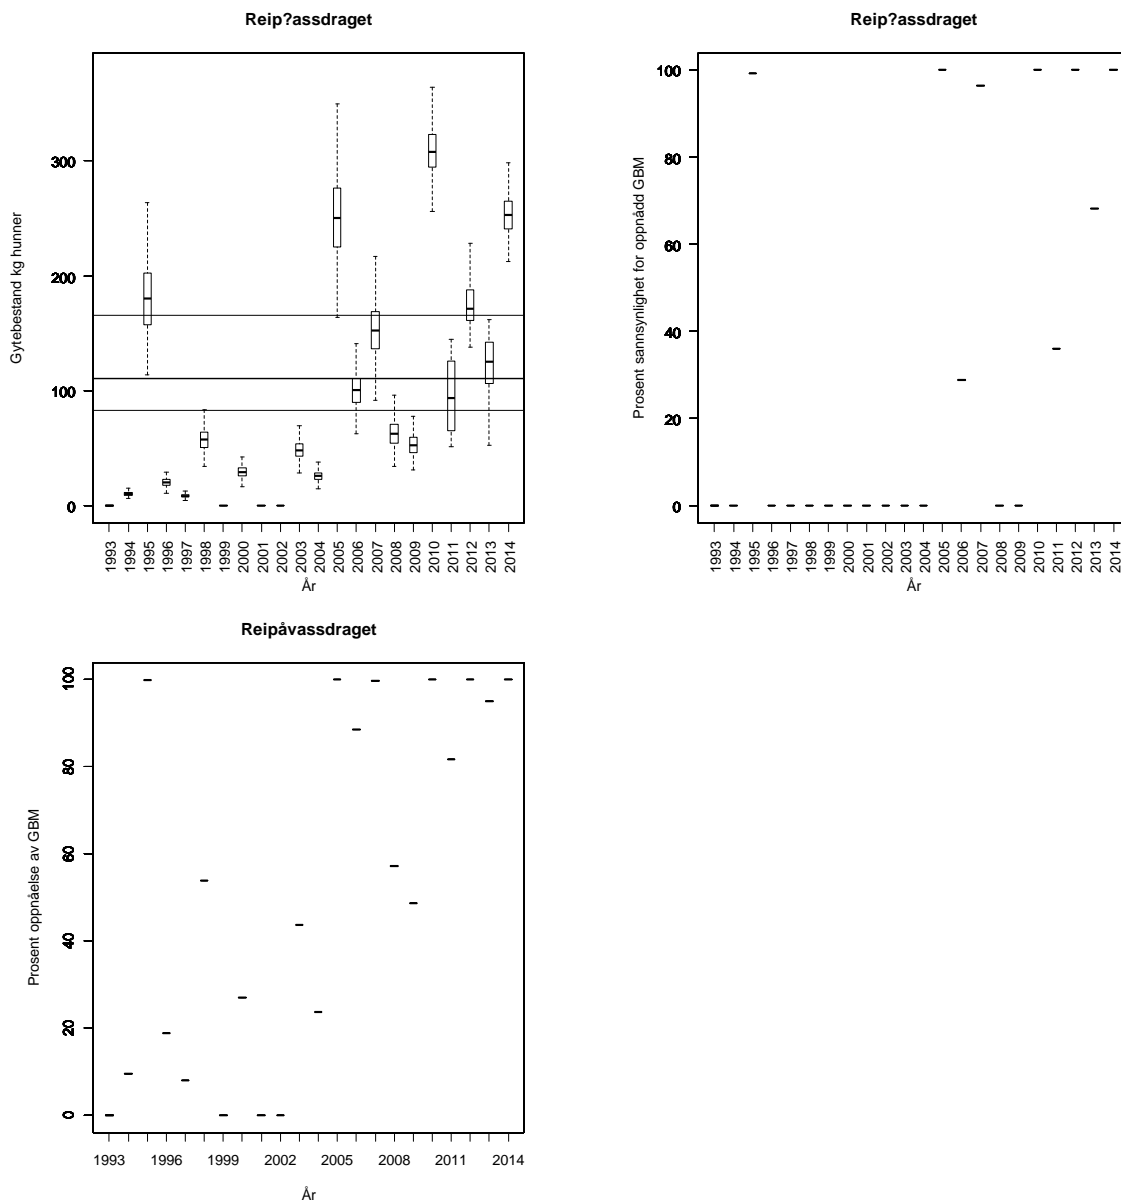 Reip?assdraget
Gytebestand kg hunner
300
200
100
0
1993 1994 1995 1996 1997 1998 1999 2000 2001 2002 2003 2004 2005 2006 2007 2008 2009 2010 2011 2012 2013 2014
År
Reip?assdraget
Prosent sannsynlighet for oppnådd GBM
100
80
60
40
20
0
1993 1994 1995 1996 1997 1998 1999 2000 2001 2002 2003 2004 2005 2006 2007 2008 2009 2010 2011 2012 2013 2014
År
Reipåvassdraget
Prosent oppnåelse av GBM
100
80
60
40
20
0
1993 1996 1999 2002 2005 2008 2011 2014
År